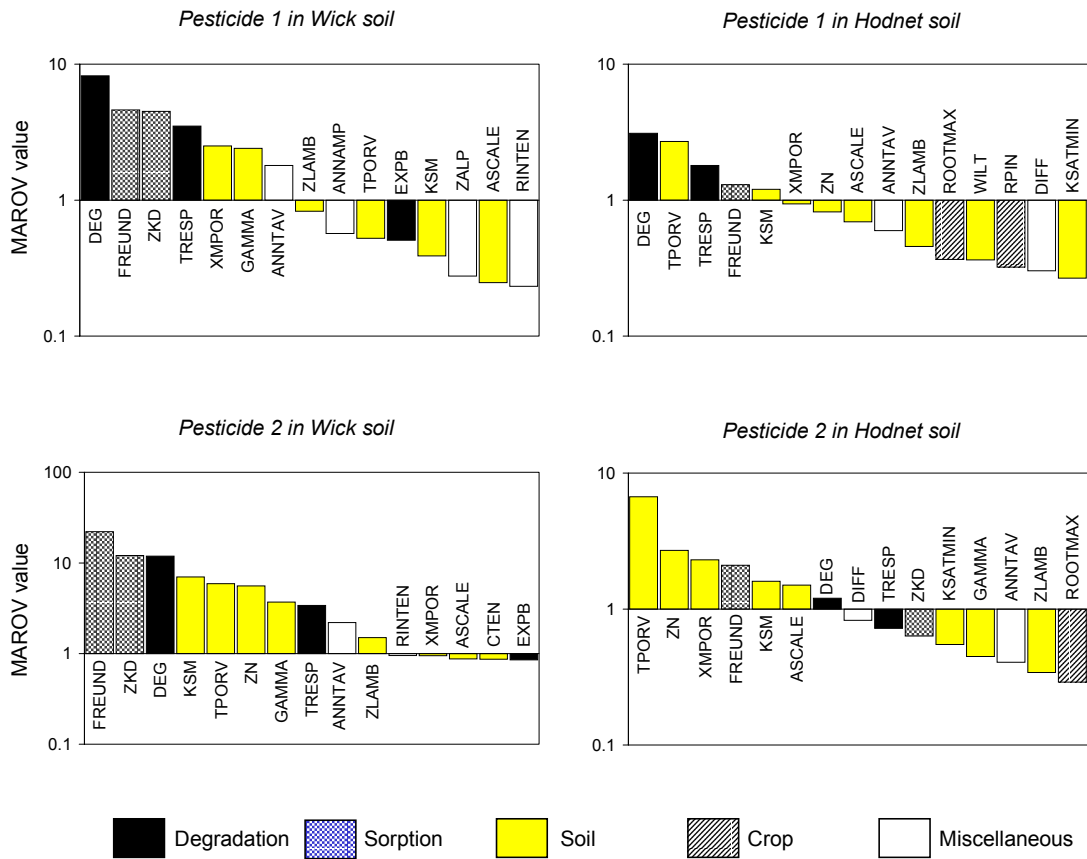 Pesticide 1 in Wick soil
MAROV value
10
1
0.1
DEG
FREUND
ZKD
TRESP
XMPOR
GAMMA
ANNTAV
ZLAMB
ANNAMP
TPORV
EXPB
KSM
ZALP
ASCALE
RINTEN
Pesticide 1 in Hodnet soil
10
1
0.1
DEG
TPORV
TRESP
FREUND
KSM
XMPOR
ZN
ASCALE
ANNTAV
ZLAMB
ROOTMAX
WILT
RPIN
DIFF
KSATMIN
Pesticide 2 in Wick soil
MAROV value
100
10
1
0.1
FREUND
ZKD
DEG
KSM
TPORV
ZN
GAMMA
TRESP
ANNTAV
ZLAMB
RINTEN
XMPOR
ASCALE
CTEN
EXPB
Pesticide 2 in Hodnet soil
10
1
0.1
TPORV
ZN
XMPOR
FREUND
KSM
ASCALE
DEG
DIFF
TRESP
ZKD
KSATMIN
GAMMA
ANNTAV
ZLAMB
ROOTMAX
Degradation
Sorption
Soil
Crop
Miscellaneous